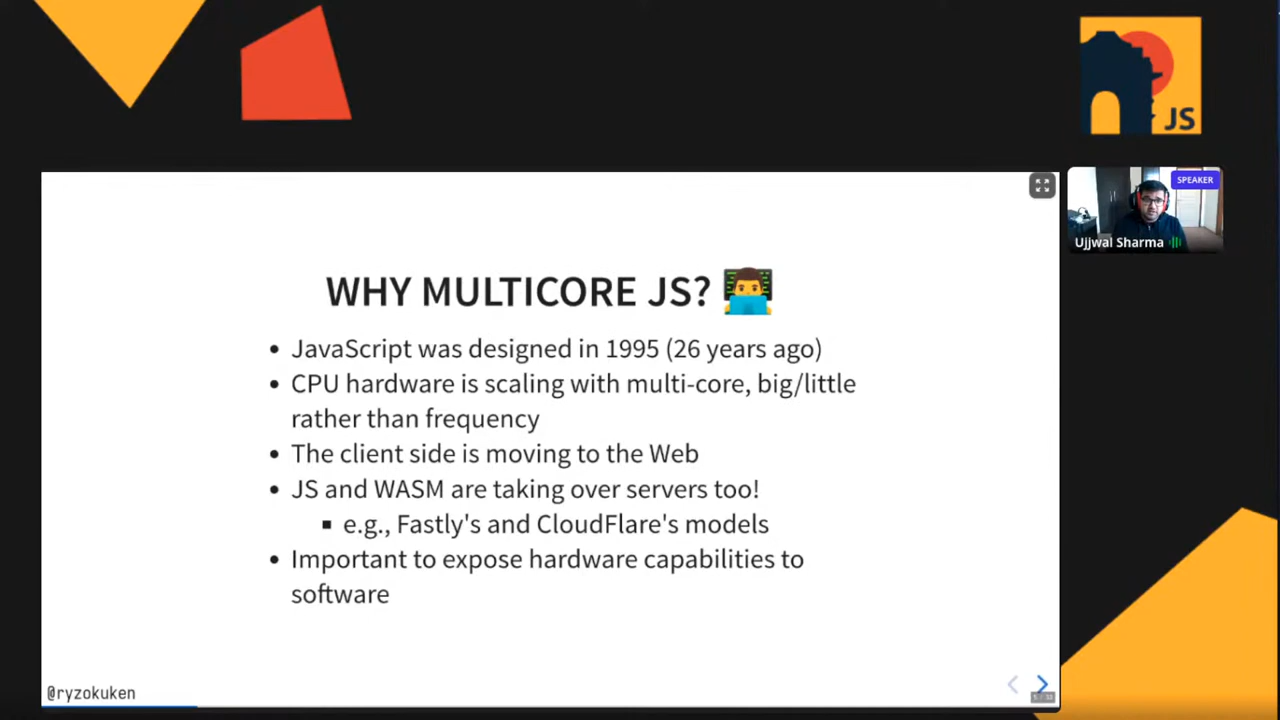 JS
SPEAKER
Ujjwal Sharma
WHY MULTICORE JS?
• JavaScript was designed in 1995 (26 years ago)
• CPU hardware is scaling with multi-core, big/little
rather than frequency
• The client side is moving to the Web
• JS and WASM are taking over servers too!
▪ e.g., Fastly's and CloudFlare's models
• Important to expose hardware capabilities to
software
@ryzokuken